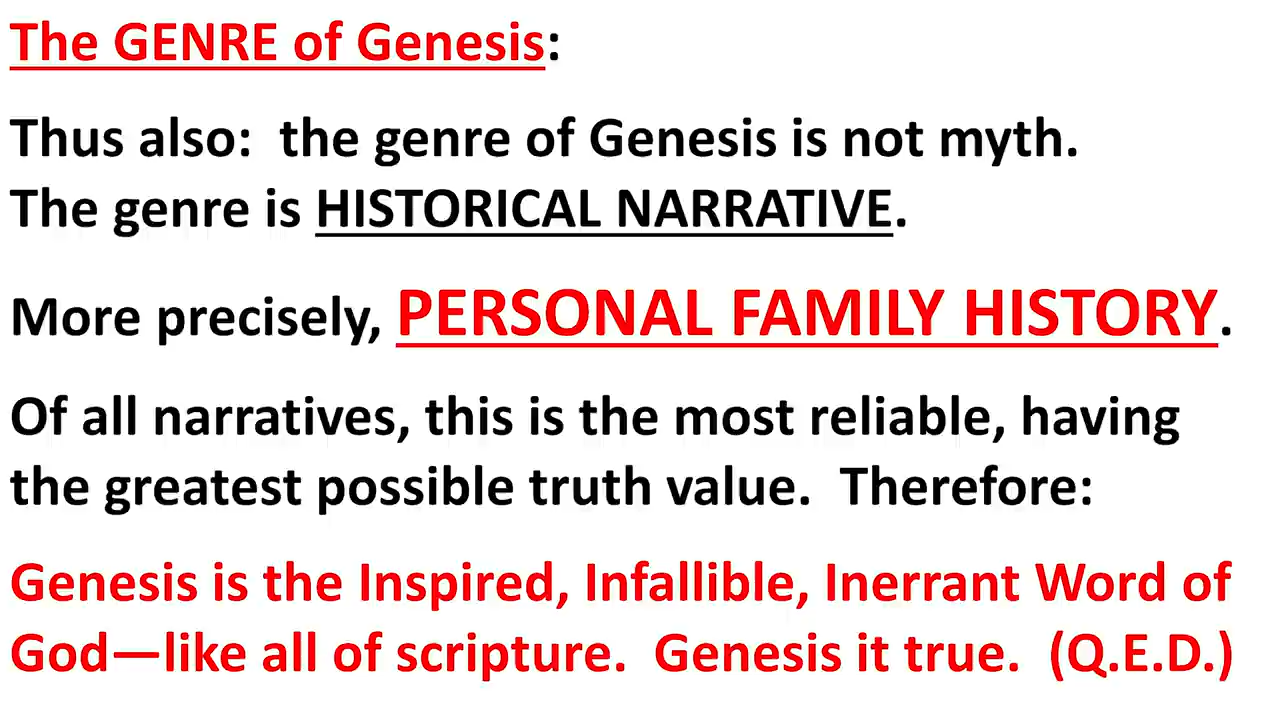 The GENRE of Genesis:
Thus also:  the genre of Genesis is not myth.
The genre is HISTORICAL NARRATIVE.
More precisely, PERSONAL FAMILY HISTORY.
Of all narratives, this is the most reliable, having
the greatest possible truth value.  Therefore:
Genesis is the Inspired, Infallible, Inerrant Word of
God—like all of scripture.  Genesis it true.  (Q.E.D.)